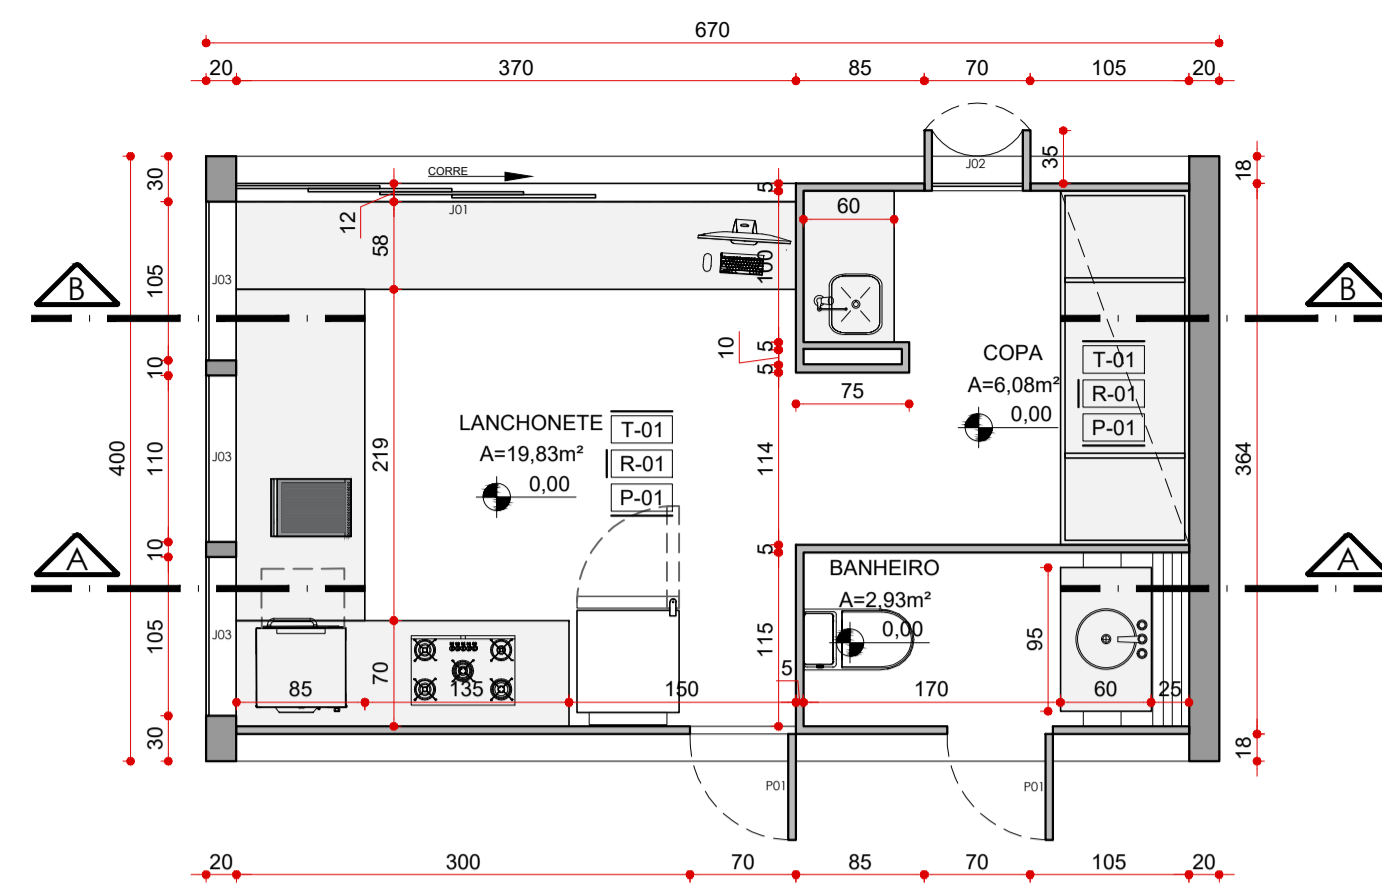 670
20
370
85
70
105
20
30
105
10
110
10
105
30
400
CORRE
J01
J02
35
18
364
18
12
58
5
100
60
B
B
J03
J03
J03
219
10
5
5
75
114
5
115
COPA
A=6,08m²
0,00
T-01
R-01
P-01
LANCHONETE
A=19,83m²
0,00
T-01
R-01
P-01
A
A
BANHEIRO
A=2,93m²
0,00
95
70
85
135
150
5
170
60
25
P01
P01
20
300
70
85
70
105
20